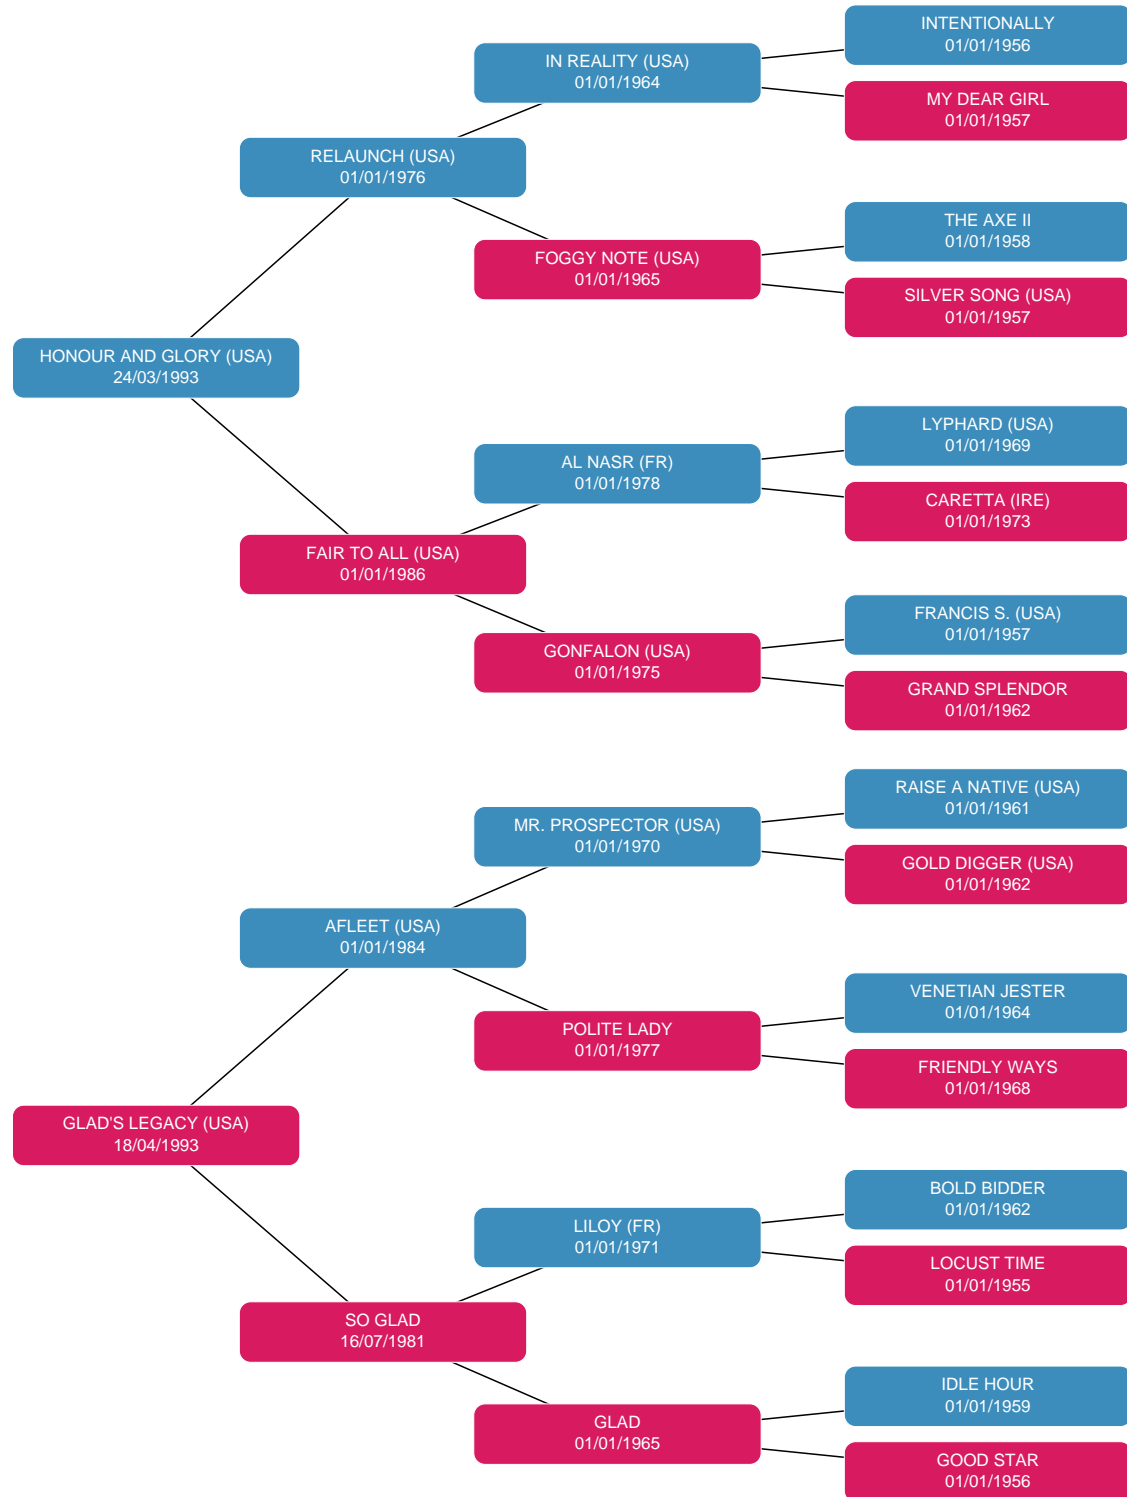 INTENTIONALLY
01/01/1956
IN REALITY (USA)
01/01/1964
MY DEAR GIRL
01/01/1957
RELAUNCH (USA)
01/01/1976
THE AXE II
01/01/1958
FOGGY NOTE (USA)
01/01/1965
SILVER SONG (USA)
01/01/1957
HONOUR AND GLORY (USA)
24/03/1993
LYPHARD (USA)
01/01/1969
AL NASR (FR)
01/01/1978
CARETTA (IRE)
01/01/1973
FAIR TO ALL (USA)
01/01/1986
FRANCIS S. (USA)
01/01/1957
GONFALON (USA)
01/01/1975
GRAND SPLENDOR
01/01/1962
RAISE A NATIVE (USA)
01/01/1961
MR. PROSPECTOR (USA)
01/01/1970
GOLD DIGGER (USA)
01/01/1962
AFLEET (USA)
01/01/1984
VENETIAN JESTER
01/01/1964
POLITE LADY
01/01/1977
FRIENDLY WAYS
01/01/1968
GLAD'S LEGACY (USA)
18/04/1993
BOLD BIDDER
01/01/1962
LILOY (FR)
01/01/1971
LOCUST TIME
01/01/1955
SO GLAD
16/07/1981
IDLE HOUR
01/01/1959
GLAD
01/01/1965
GOOD STAR
01/01/1956